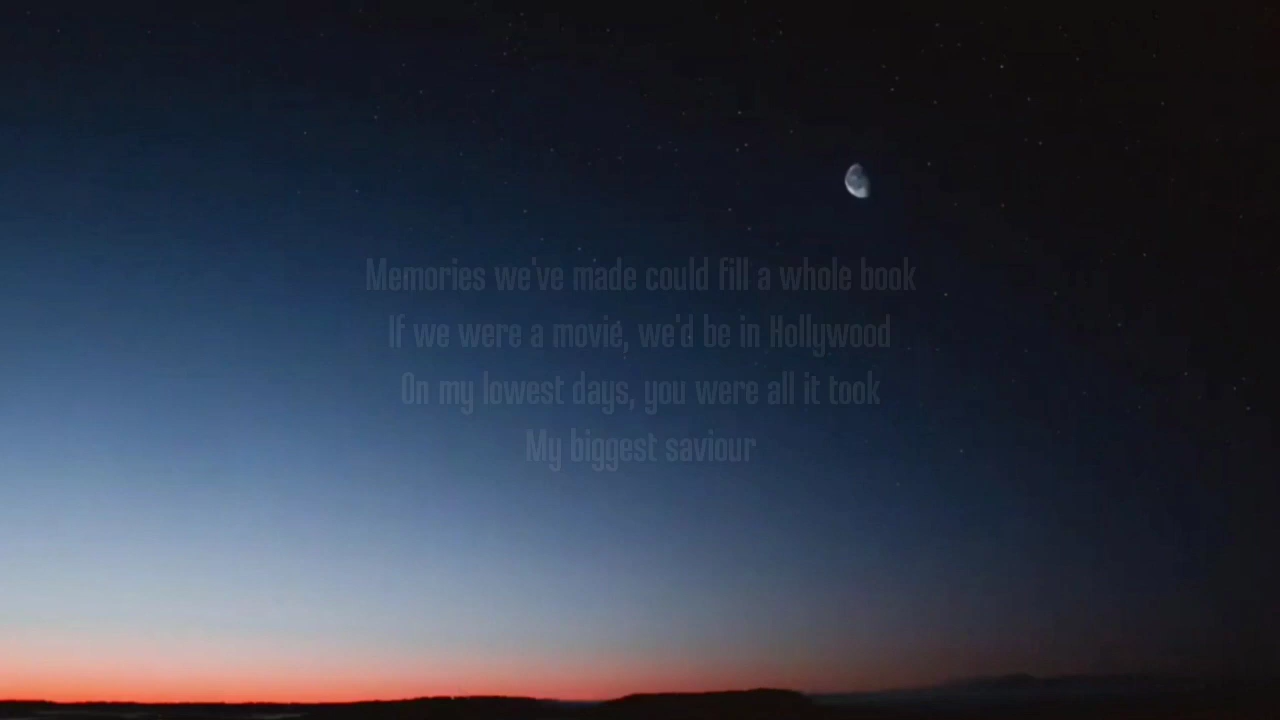 Memories we've made could fill a whole book
If we were a movie, we'd be in Hollywood
On my lowest days, you were all it took
My biggest saviour